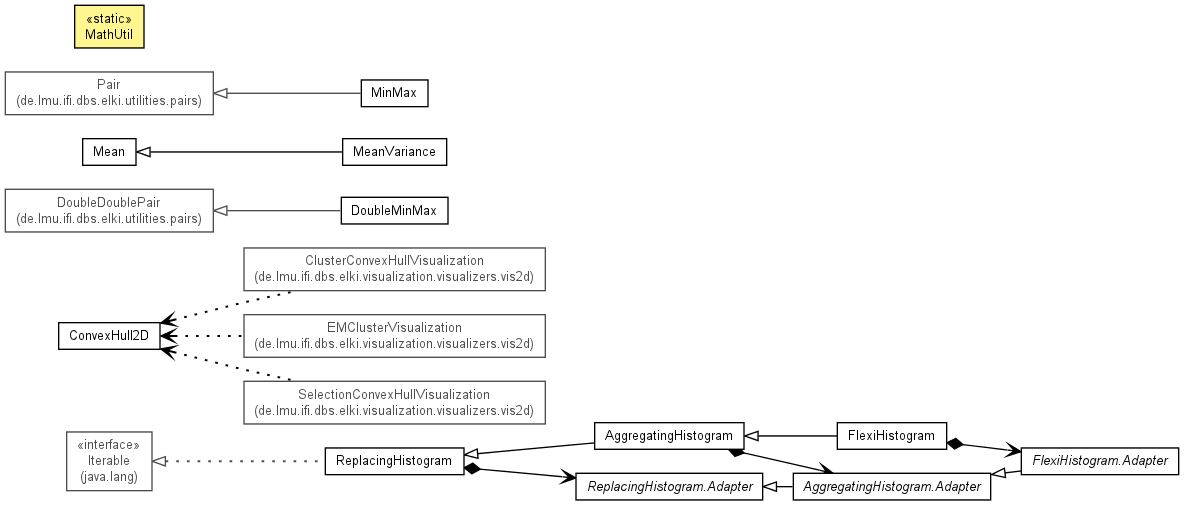 «static»
MathUtil
Pair
(de.lmu.ifi.dbs.elki.utilities.pairs)
MinMax
Mean
MeanVariance
DoubleDoublePair
(de.lmu.ifi.dbs.elki.utilities.pairs)
DoubleMinMax
ClusterConvexHullVisualization
(de.lmu.ifi.dbs.elki.visualization.visualizers.vis2d)
ConvexHull2D
EMClusterVisualization
(de.lmu.ifi.dbs.elki.visualization.visualizers.vis2d)
SelectionConvexHullVisualization
(de.lmu.ifi.dbs.elki.visualization.visualizers.vis2d)
«interface»
Iterable
(java.lang)
ReplacingHistogram
AggregatingHistogram
FlexiHistogram
FlexiHistogram.Adapter
ReplacingHistogram.Adapter
AggregatingHistogram.Adapter